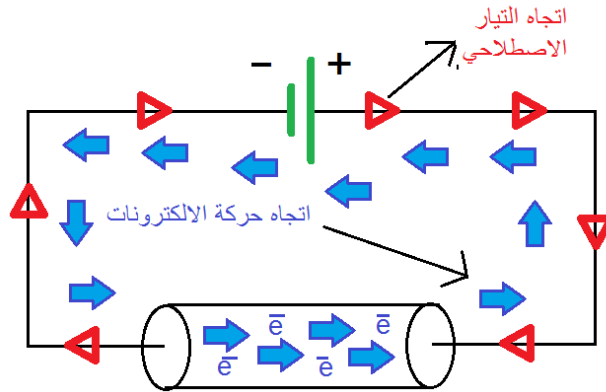 اتجاه التيار
الاصطلاحي
- +
اتجاه حركة الالكترونات
e̅ e̅
e̅ e̅